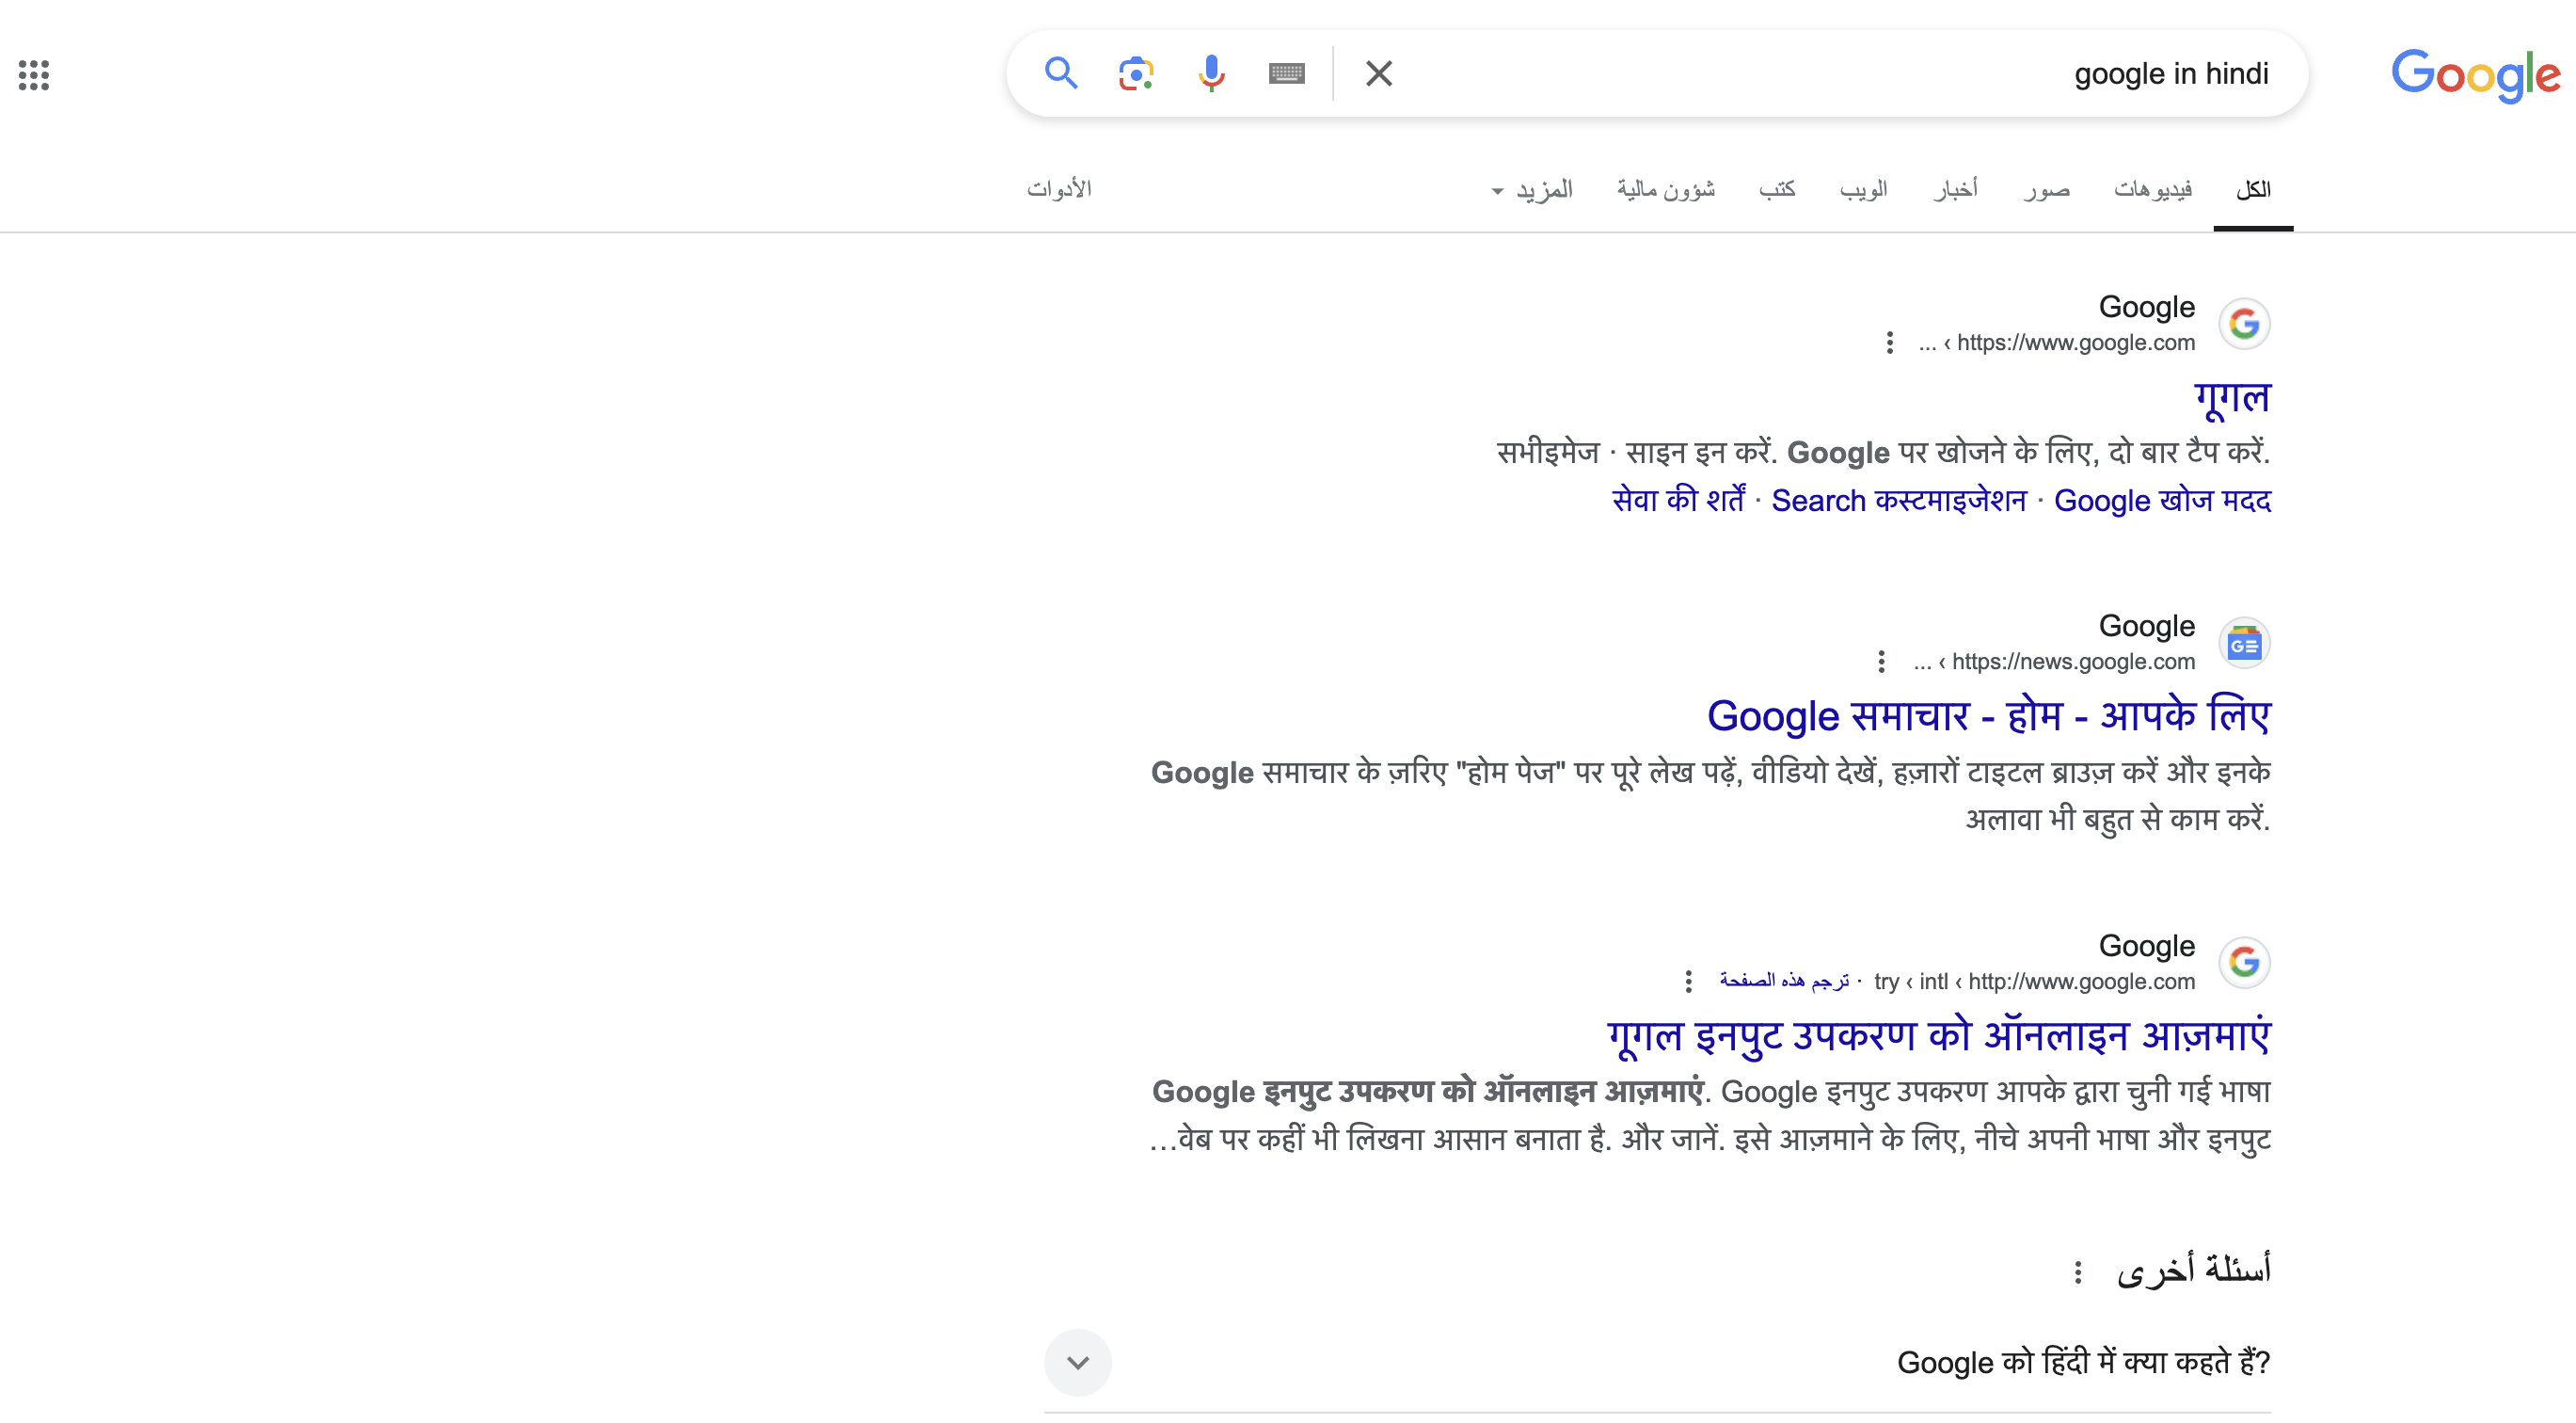 Google
google in hindi
الكل فيديوهات صور أخبار الويب كتب شؤون مالية المزيد الأدوات
Google
https://www.google.com › ...
गूगल
सभीइमेज · साइन इन करें. Google पर खोजने के लिए, दो बार टैप करें.
सेवा की शर्तें · Search कस्टमाइजेशन · Google खोज मदद
Google
https://news.google.com › ...
Google समाचार - होम - आपके लिए
Google समाचार के ज़रिए "होम पेज" पर पूरे लेख पढ़ें, वीडियो देखें, हज़ारों टाइटल ब्राउज़ करें और इनके
अलावा भी बहुत से काम करें.
Google
http://www.google.com › intl › try · ترجم هذه الصفحة
गूगल इनपुट उपकरण को ऑनलाइन आज़माएं
Google इनपुट उपकरण को ऑनलाइन आज़माएं. Google इनपुट उपकरण आपके द्वारा चुनी गई भाषा
वेब पर कहीं भी लिखना आसान बनाता है. और जानें. इसे आज़माने के लिए, नीचे अपनी भाषा और इनपुट...
أسئلة أخرى
Google को हिंदी में क्या कहते हैं?